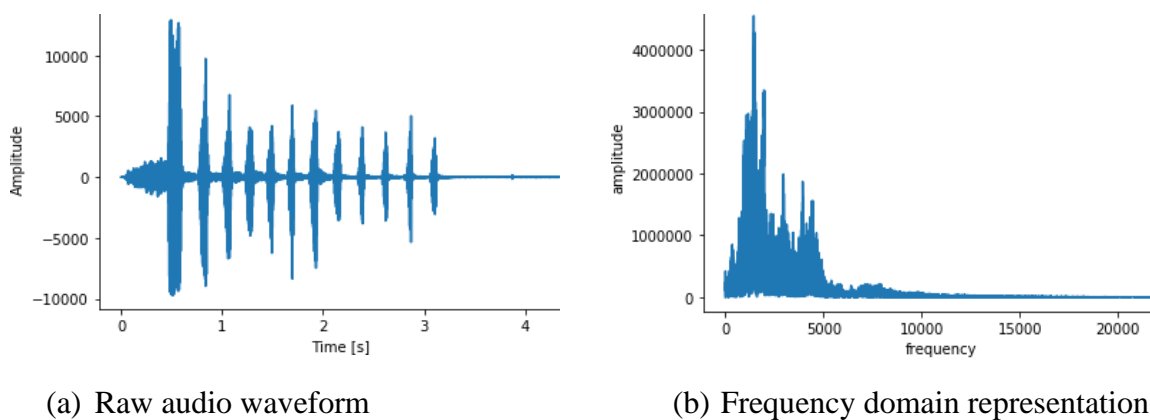 10000
5000
0
−5000
−10000
Amplitude
0 1 2 3 4
Time [s]
(a) Raw audio waveform
4000000
3000000
2000000
1000000
0
amplitude
0 5000 10000 15000 20000
frequency
(b) Frequency domain representation